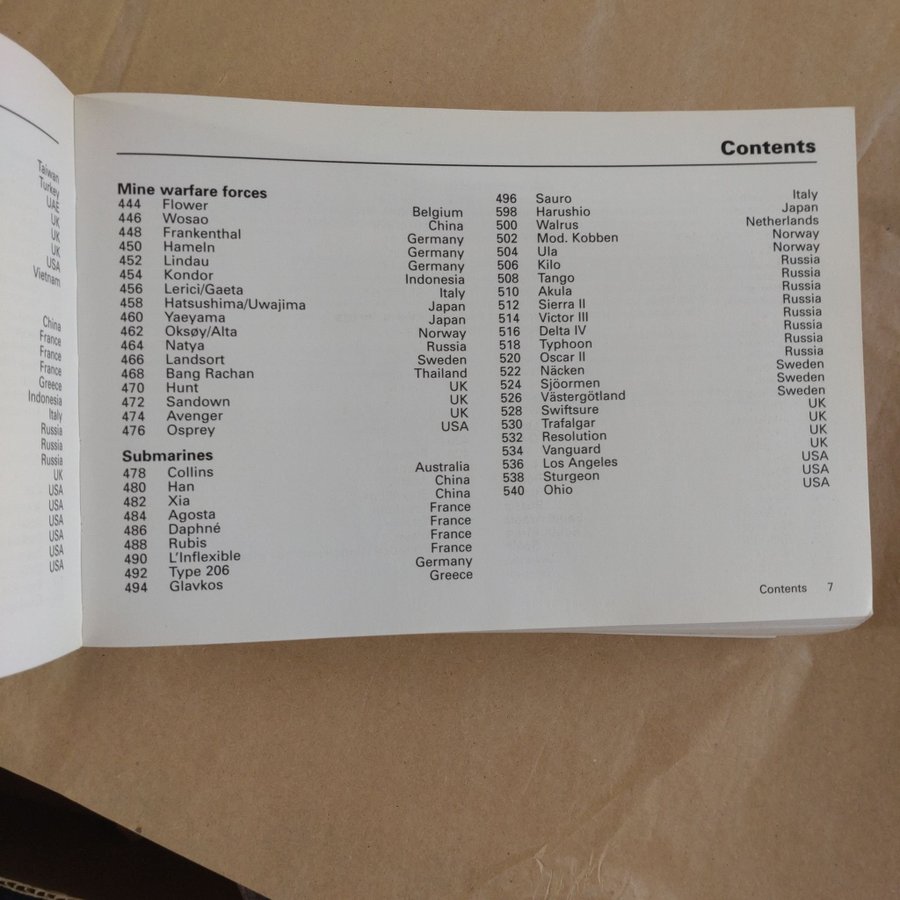 Taiwan
Turkey
UAE
UK
UK
UK
USA
Vietnam
China
France
France
France
Greece
Indonesia
Italy
Russia
Russia
Russia
UK
USA
USA
USA
USA
USA
USA
Contents
Mine warfare forces
444 Flower Belgium
446 Wosao China
448 Frankenthal Germany
450 Hameln Germany
452 Lindau Germany
454 Kondor Indonesia
456 Lerici/Gaeta Italy
458 Hatsushima/Uwajima Japan
460 Yaeyama Japan
462 Oksøy/Alta Norway
464 Natya Russia
466 Landsort Sweden
468 Bang Rachan Thailand
470 Hunt UK
472 Sandown UK
474 Avenger UK
476 Osprey USA
Submarines
478 Collins Australia
480 Han China
482 Xia China
484 Agosta France
486 Daphné France
488 Rubis France
490 L'Inflexible France
492 Type 206 Germany
494 Glavkos Greece
496 Sauro Italy
598 Harushio Japan
500 Walrus Netherlands
502 Mod. Kobben Norway
504 Ula Norway
506 Kilo Russia
508 Tango Russia
510 Akula Russia
512 Sierra II Russia
514 Victor III Russia
516 Delta IV Russia
518 Typhoon Russia
520 Oscar II Russia
522 Näcken Sweden
524 Sjöormen Sweden
526 Västergötland Sweden
528 Swiftsure UK
530 Trafalgar UK
532 Resolution UK
534 Vanguard UK
536 Los Angeles USA
538 Sturgeon USA
540 Ohio USA
Contents 7